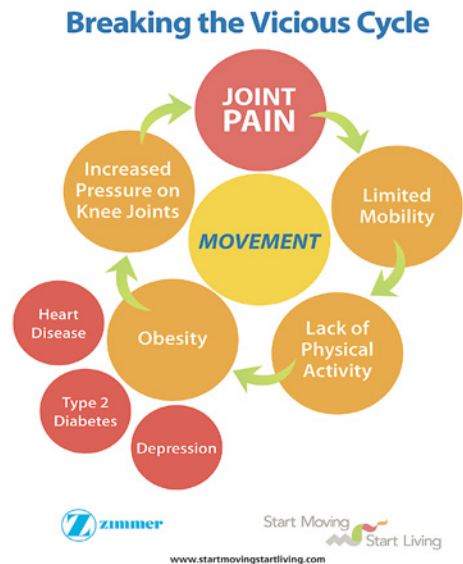 Breaking the Vicious Cycle
JOINT
PAIN
Limited
Mobility
Lack of
Physical
Activity
Obesity
Increased
Pressure on
Knee Joints
MOVEMENT
Heart
Disease
Type 2
Diabetes
Depression
Z zimmer
Start Moving
Start Living
www.startmovingstartliving.com